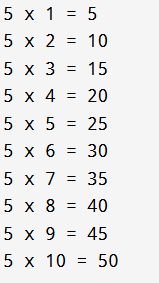 5 x 1 = 5
5 x 2 = 10
5 x 3 = 15
5 x 4 = 20
5 x 5 = 25
5 x 6 = 30
5 x 7 = 35
5 x 8 = 40
5 x 9 = 45
5 x 10 = 50